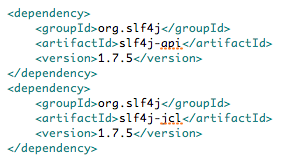 <dependency>
    <groupId>org.slf4j</groupId>
    <artifactId>slf4j-api</artifactId>
    <version>1.7.5</version>
</dependency>
<dependency>
    <groupId>org.slf4j</groupId>
    <artifactId>slf4j-jcl</artifactId>
    <version>1.7.5</version>
</dependency>